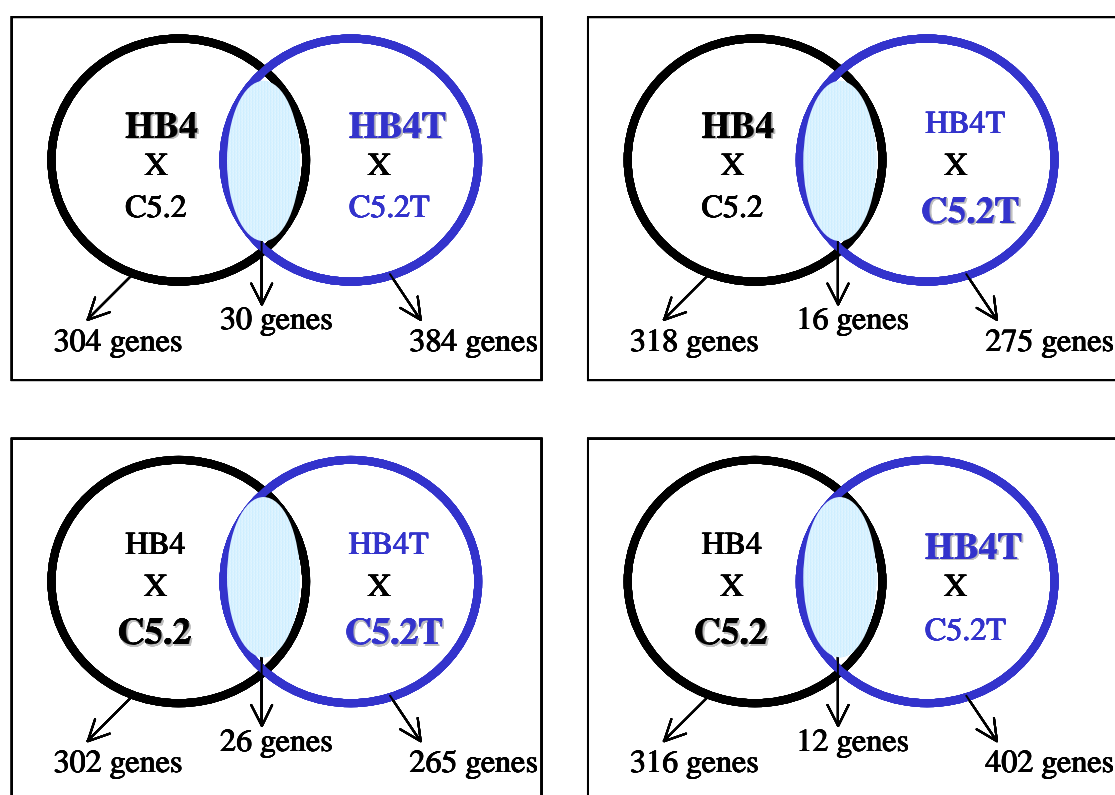 HB4
X
C5.2
HB4T
X
C5.2T
304 genes
30 genes
384 genes
HB4
X
C5.2
HB4T
X
C5.2T
318 genes
16 genes
275 genes
HB4
X
C5.2
HB4T
X
C5.2T
302 genes
26 genes
265 genes
HB4
X
C5.2
HB4T
X
C5.2T
316 genes
12 genes
402 genes